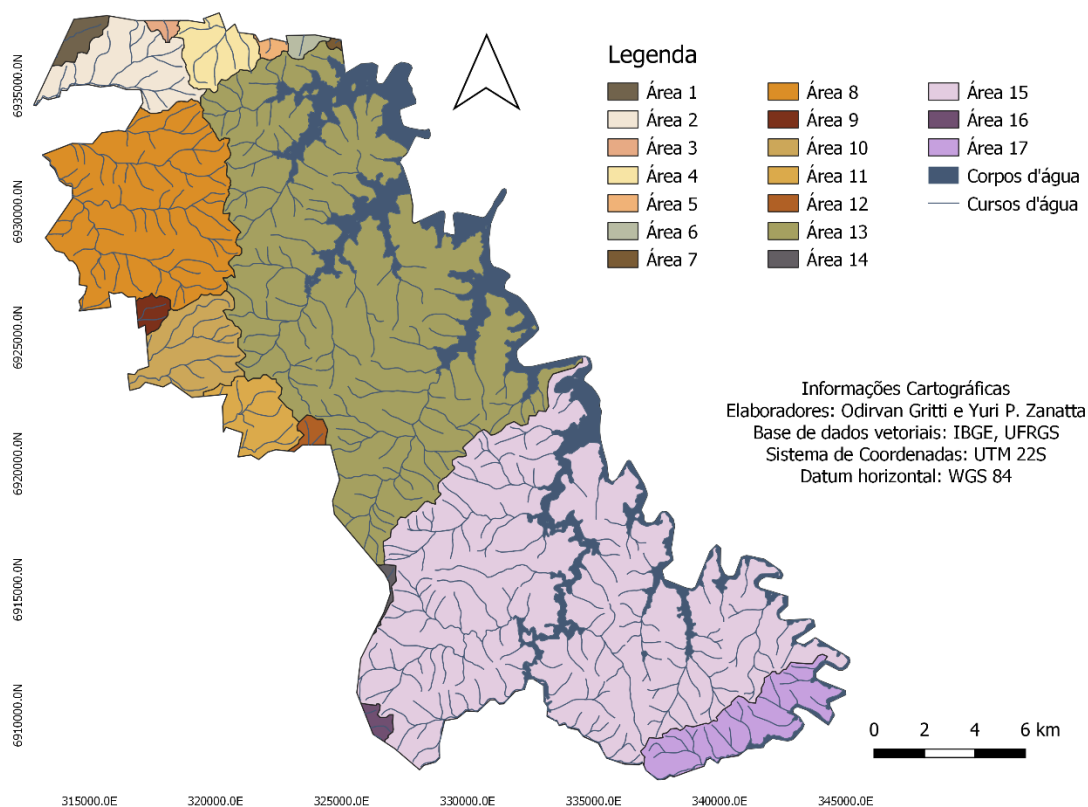 Legenda
Área 1
Área 2
Área 3
Área 4
Área 5
Área 6
Área 7
Área 8
Área 9
Área 10
Área 11
Área 12
Área 13
Área 14
Área 15
Área 16
Área 17
Corpos d'água
Cursos d'água
Informações Cartográficas
Elaboradores: Odirvan Gritti e Yuri P. Zanatta
Base de dados vetoriais: IBGE, UFRGS
Sistema de Coordenadas: UTM 22S
Datum horizontal: WGS 84
0 2 4 6 km
6935000.0N
6930000.0N
6925000.0N
6920000.0N
6915000.0N
6910000.0N
315000.0E 320000.0E 325000.0E 330000.0E 335000.0E 340000.0E 345000.0E